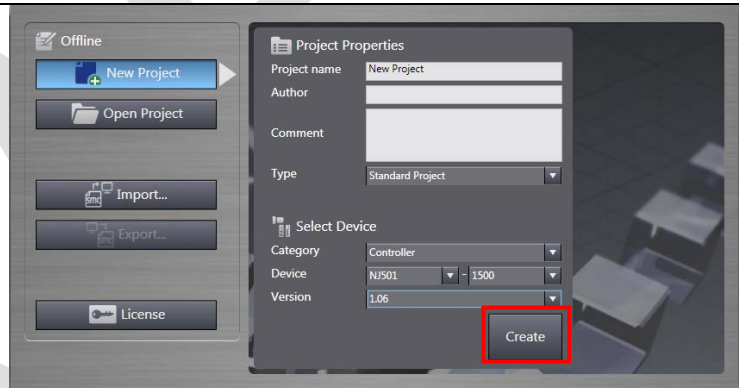 Offline
New Project
Open Project
Import...
Export...
License
Project Properties
Project name New Project
Author
Comment
Type Standard Project
Select Device
Category Controller
Device NJ501 - 1500
Version 1.06
Create